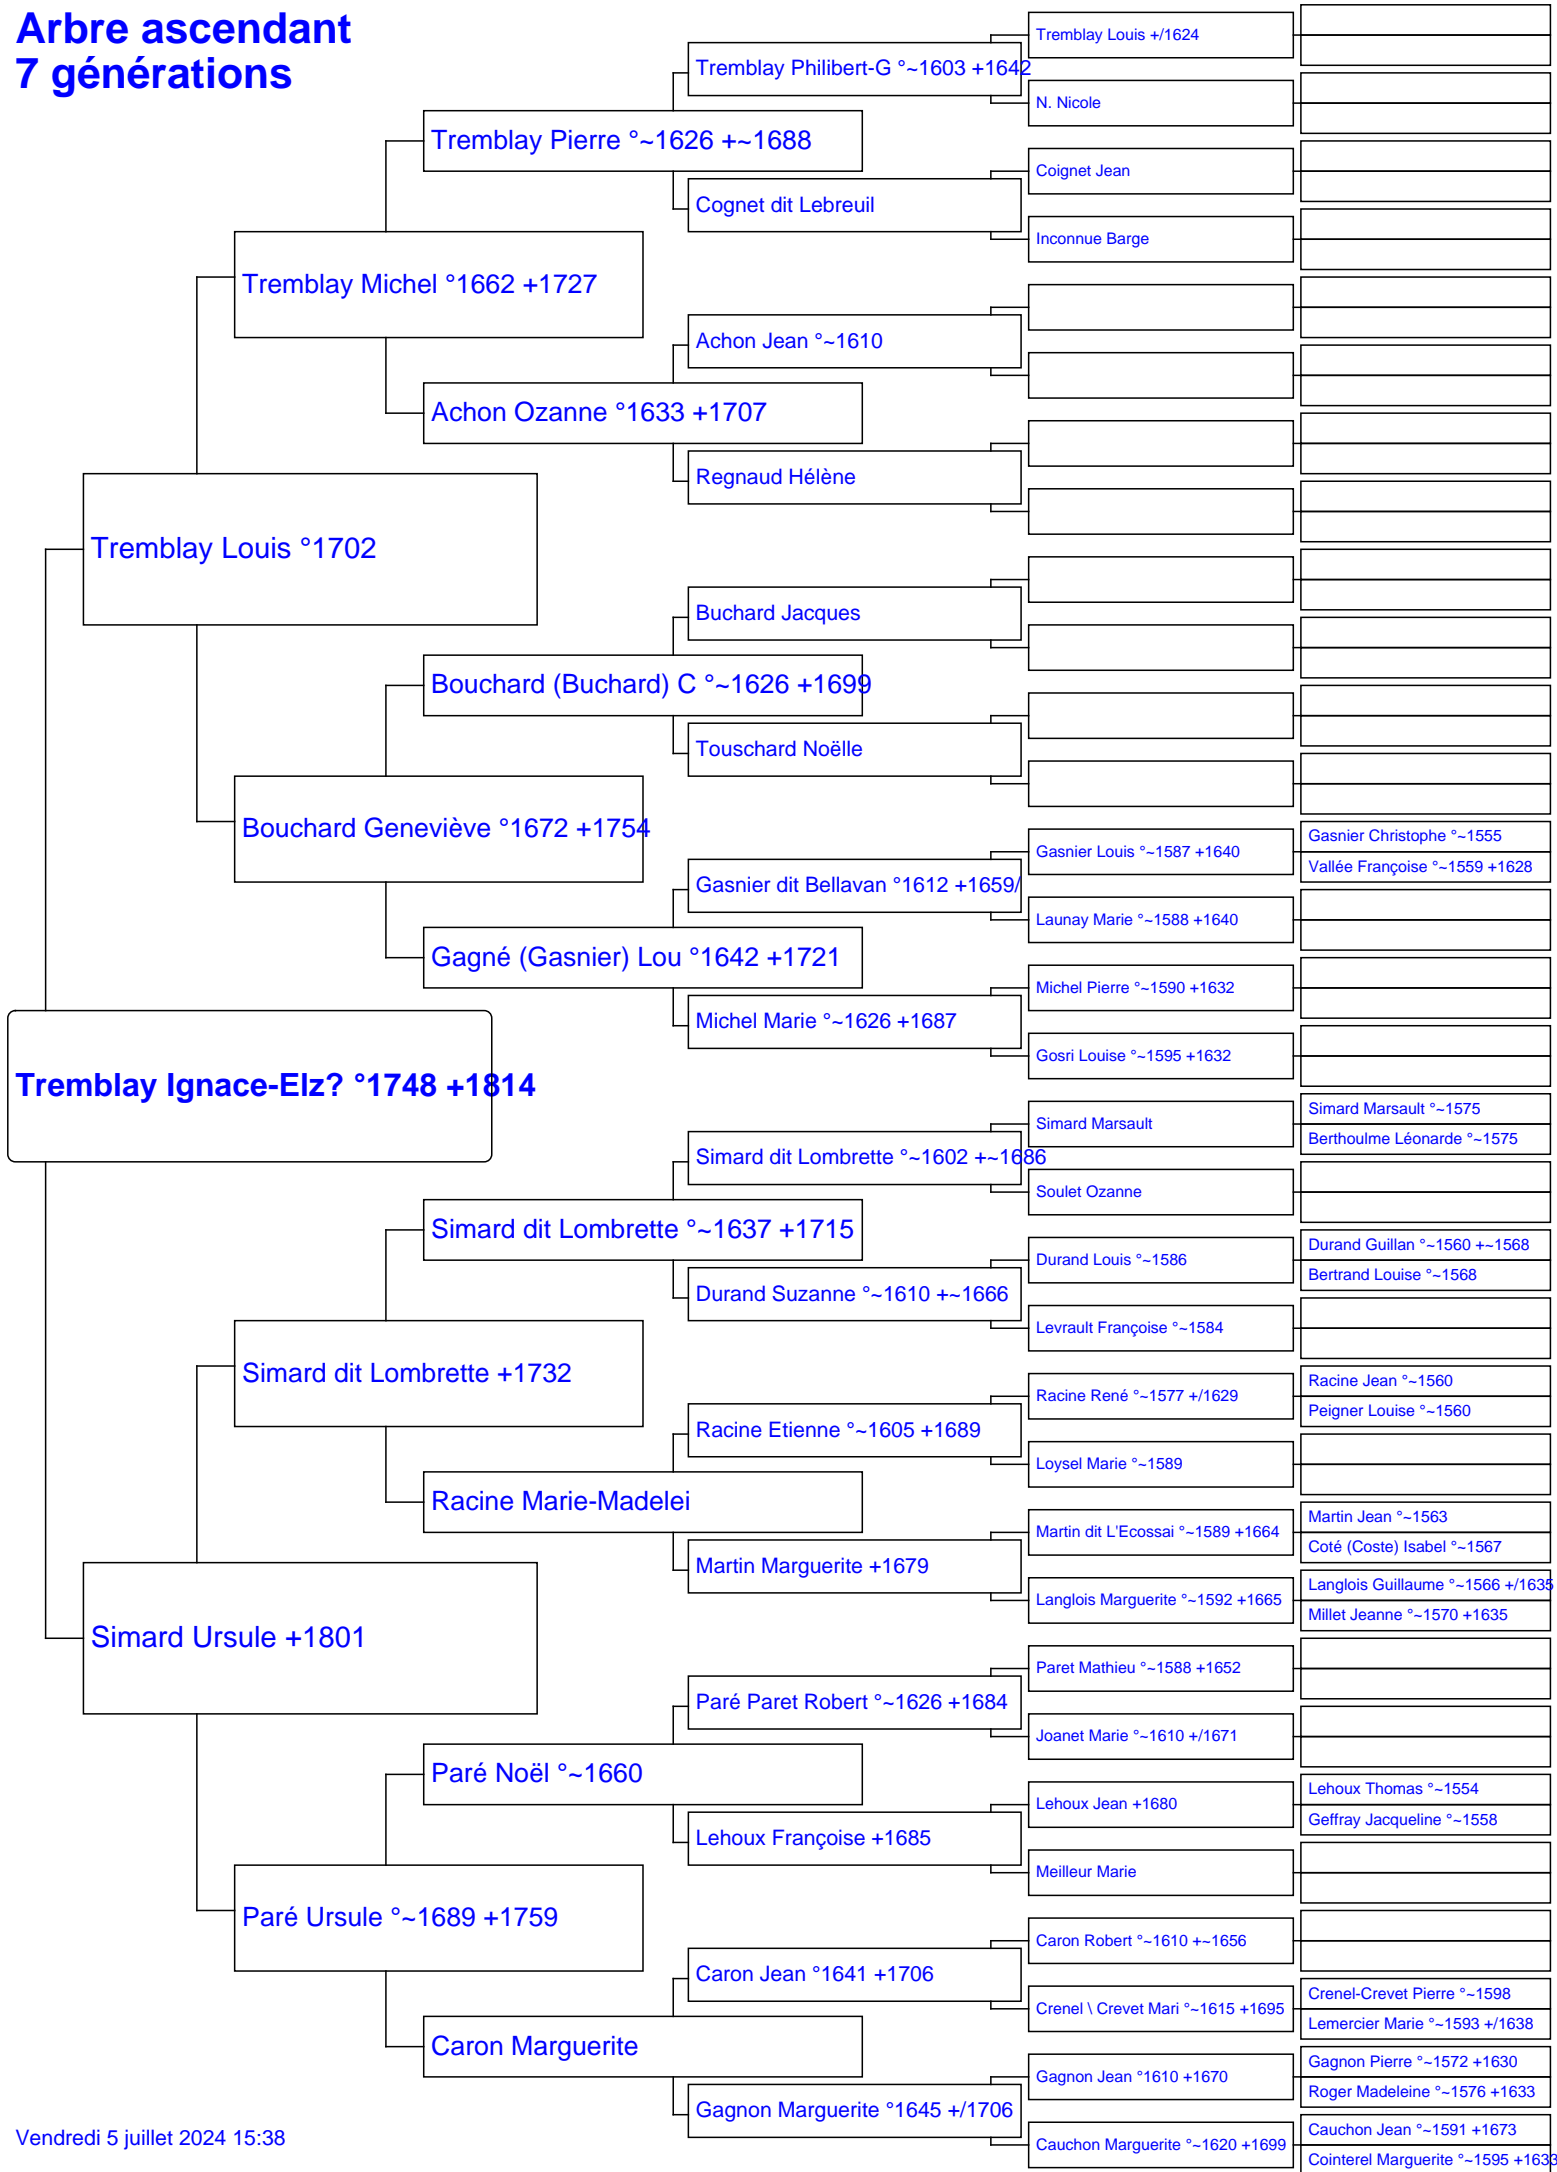 Arbre ascendant
7 générations
Tremblay Louis +/1624
Tremblay Philibert-G °~1603 +1642
N. Nicole
Tremblay Pierre °~1626 +~1688
Coignet Jean
Cognet dit Lebreuil
Inconnue Barge
Tremblay Michel °1662 +1727
Achon Jean °~1610
Achon Ozanne °1633 +1707
Regnaud Hélène
Tremblay Louis °1702
Buchard Jacques
Bouchard (Buchard) C °~1626 +1699
Touschard Noëlle
Bouchard Geneviève °1672 +1754
Gasnier Christophe °~1555
Gasnier Louis °~1587 +1640
Vallée Françoise °~1559 +1628
Gasnier dit Bellavan °1612 +1659/
Launay Marie °~1588 +1640
Gagné (Gasnier) Lou °1642 +1721
Michel Pierre °~1590 +1632
Michel Marie °~1626 +1687
Gosri Louise °~1595 +1632
Tremblay Ignace-Elz? °1748 +1814
Simard Marsault °~1575
Simard Marsault
Berthoulme Léonarde °~1575
Simard dit Lombrette °~1602 +~1686
Soulet Ozanne
Simard dit Lombrette °~1637 +1715
Durand Guillan °~1560 +~1568
Durand Louis °~1586
Bertrand Louise °~1568
Durand Suzanne °~1610 +~1666
Levrault Françoise °~1584
Simard dit Lombrette +1732
Racine Jean °~1560
Racine René °~1577 +/1629
Peigner Louise °~1560
Racine Etienne °~1605 +1689
Loysel Marie °~1589
Racine Marie-Madelei
Martin Jean °~1563
Martin dit L'Ecossai °~1589 +1664
Coté (Coste) Isabel °~1567
Martin Marguerite +1679
Langlois Guillaume °~1566 +/1635
Langlois Marguerite °~1592 +1665
Millet Jeanne °~1570 +1635
Simard Ursule +1801
Paret Mathieu °~1588 +1652
Paré Paret Robert °~1626 +1684
Joanet Marie °~1610 +/1671
Paré Noël °~1660
Lehoux Thomas °~1554
Lehoux Jean +1680
Geffray Jacqueline °~1558
Lehoux Françoise +1685
Meilleur Marie
Paré Ursule °~1689 +1759
Caron Robert °~1610 +~1656
Caron Jean °1641 +1706
Crenel-Crevet Pierre °~1598
Crenel \ Crevet Mari °~1615 +1695
Lemercier Marie °~1593 +/1638
Caron Marguerite
Gagnon Pierre °~1572 +1630
Gagnon Jean °1610 +1670
Roger Madeleine °~1576 +1633
Gagnon Marguerite °1645 +/1706
Cauchon Jean °~1591 +1673
Cauchon Marguerite °~1620 +1699
Cointerel Marguerite °~1595 +1633
Vendredi 5 juillet 2024 15:38